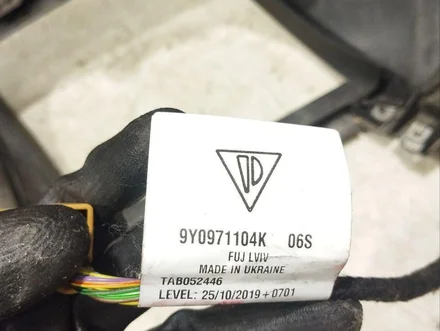 9Y0971104K 06S
FUJ LVIV
MADE IN UKRAINE
TAB052446
LEVEL: 25/10/2019+0701